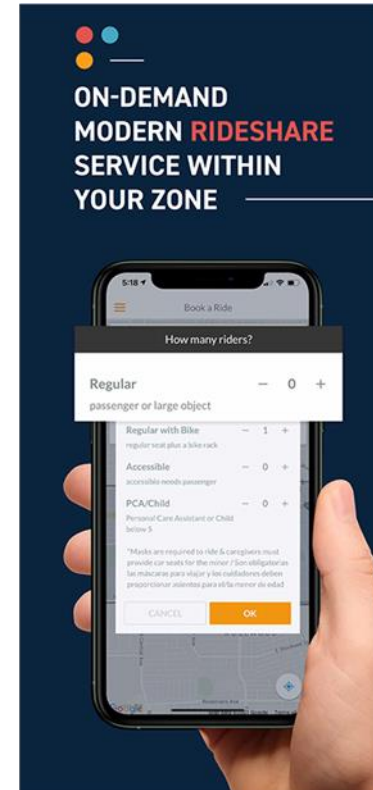 ON-DEMAND
MODERN RIDESHARE
SERVICE WITHIN
YOUR ZONE
5:18
Book a Ride
How many riders?
Regular
− 0 +
passenger or large object
Regular with Bike
− 1 +
regular seat plus a bike rack
Accessible
− 0 +
accessible needs passenger
PCA/Child
− 0 +
Personal Care Assistant or Child
below 5
*Masks are required to ride & caregivers must
provide car seats for the minor / Son obligatorias
las máscaras para viajar y los cuidadores deben
proporcionar asientos para el/la menor de edad
CANCEL
OK
Google